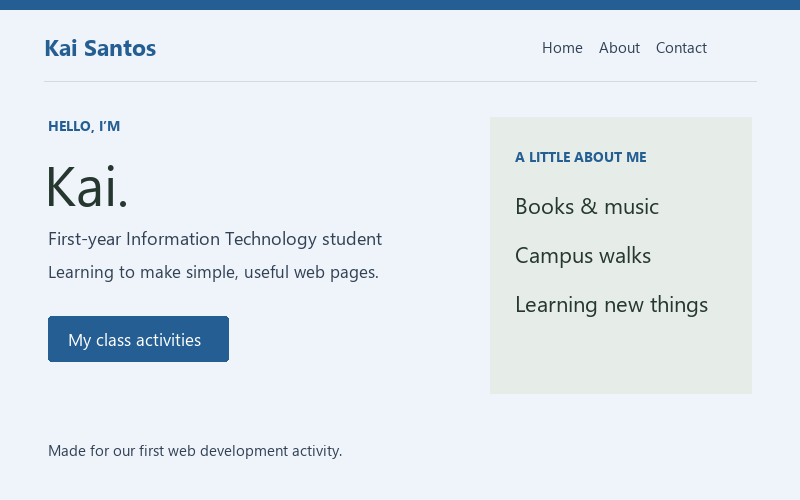 Kai Santos
Home About Contact
HELLO, I'M
Kai.
First-year Information Technology student
Learning to make simple, useful web pages.
My class activities
A LITTLE ABOUT ME
Books & music
Campus walks
Learning new things
Made for our first web development activity.